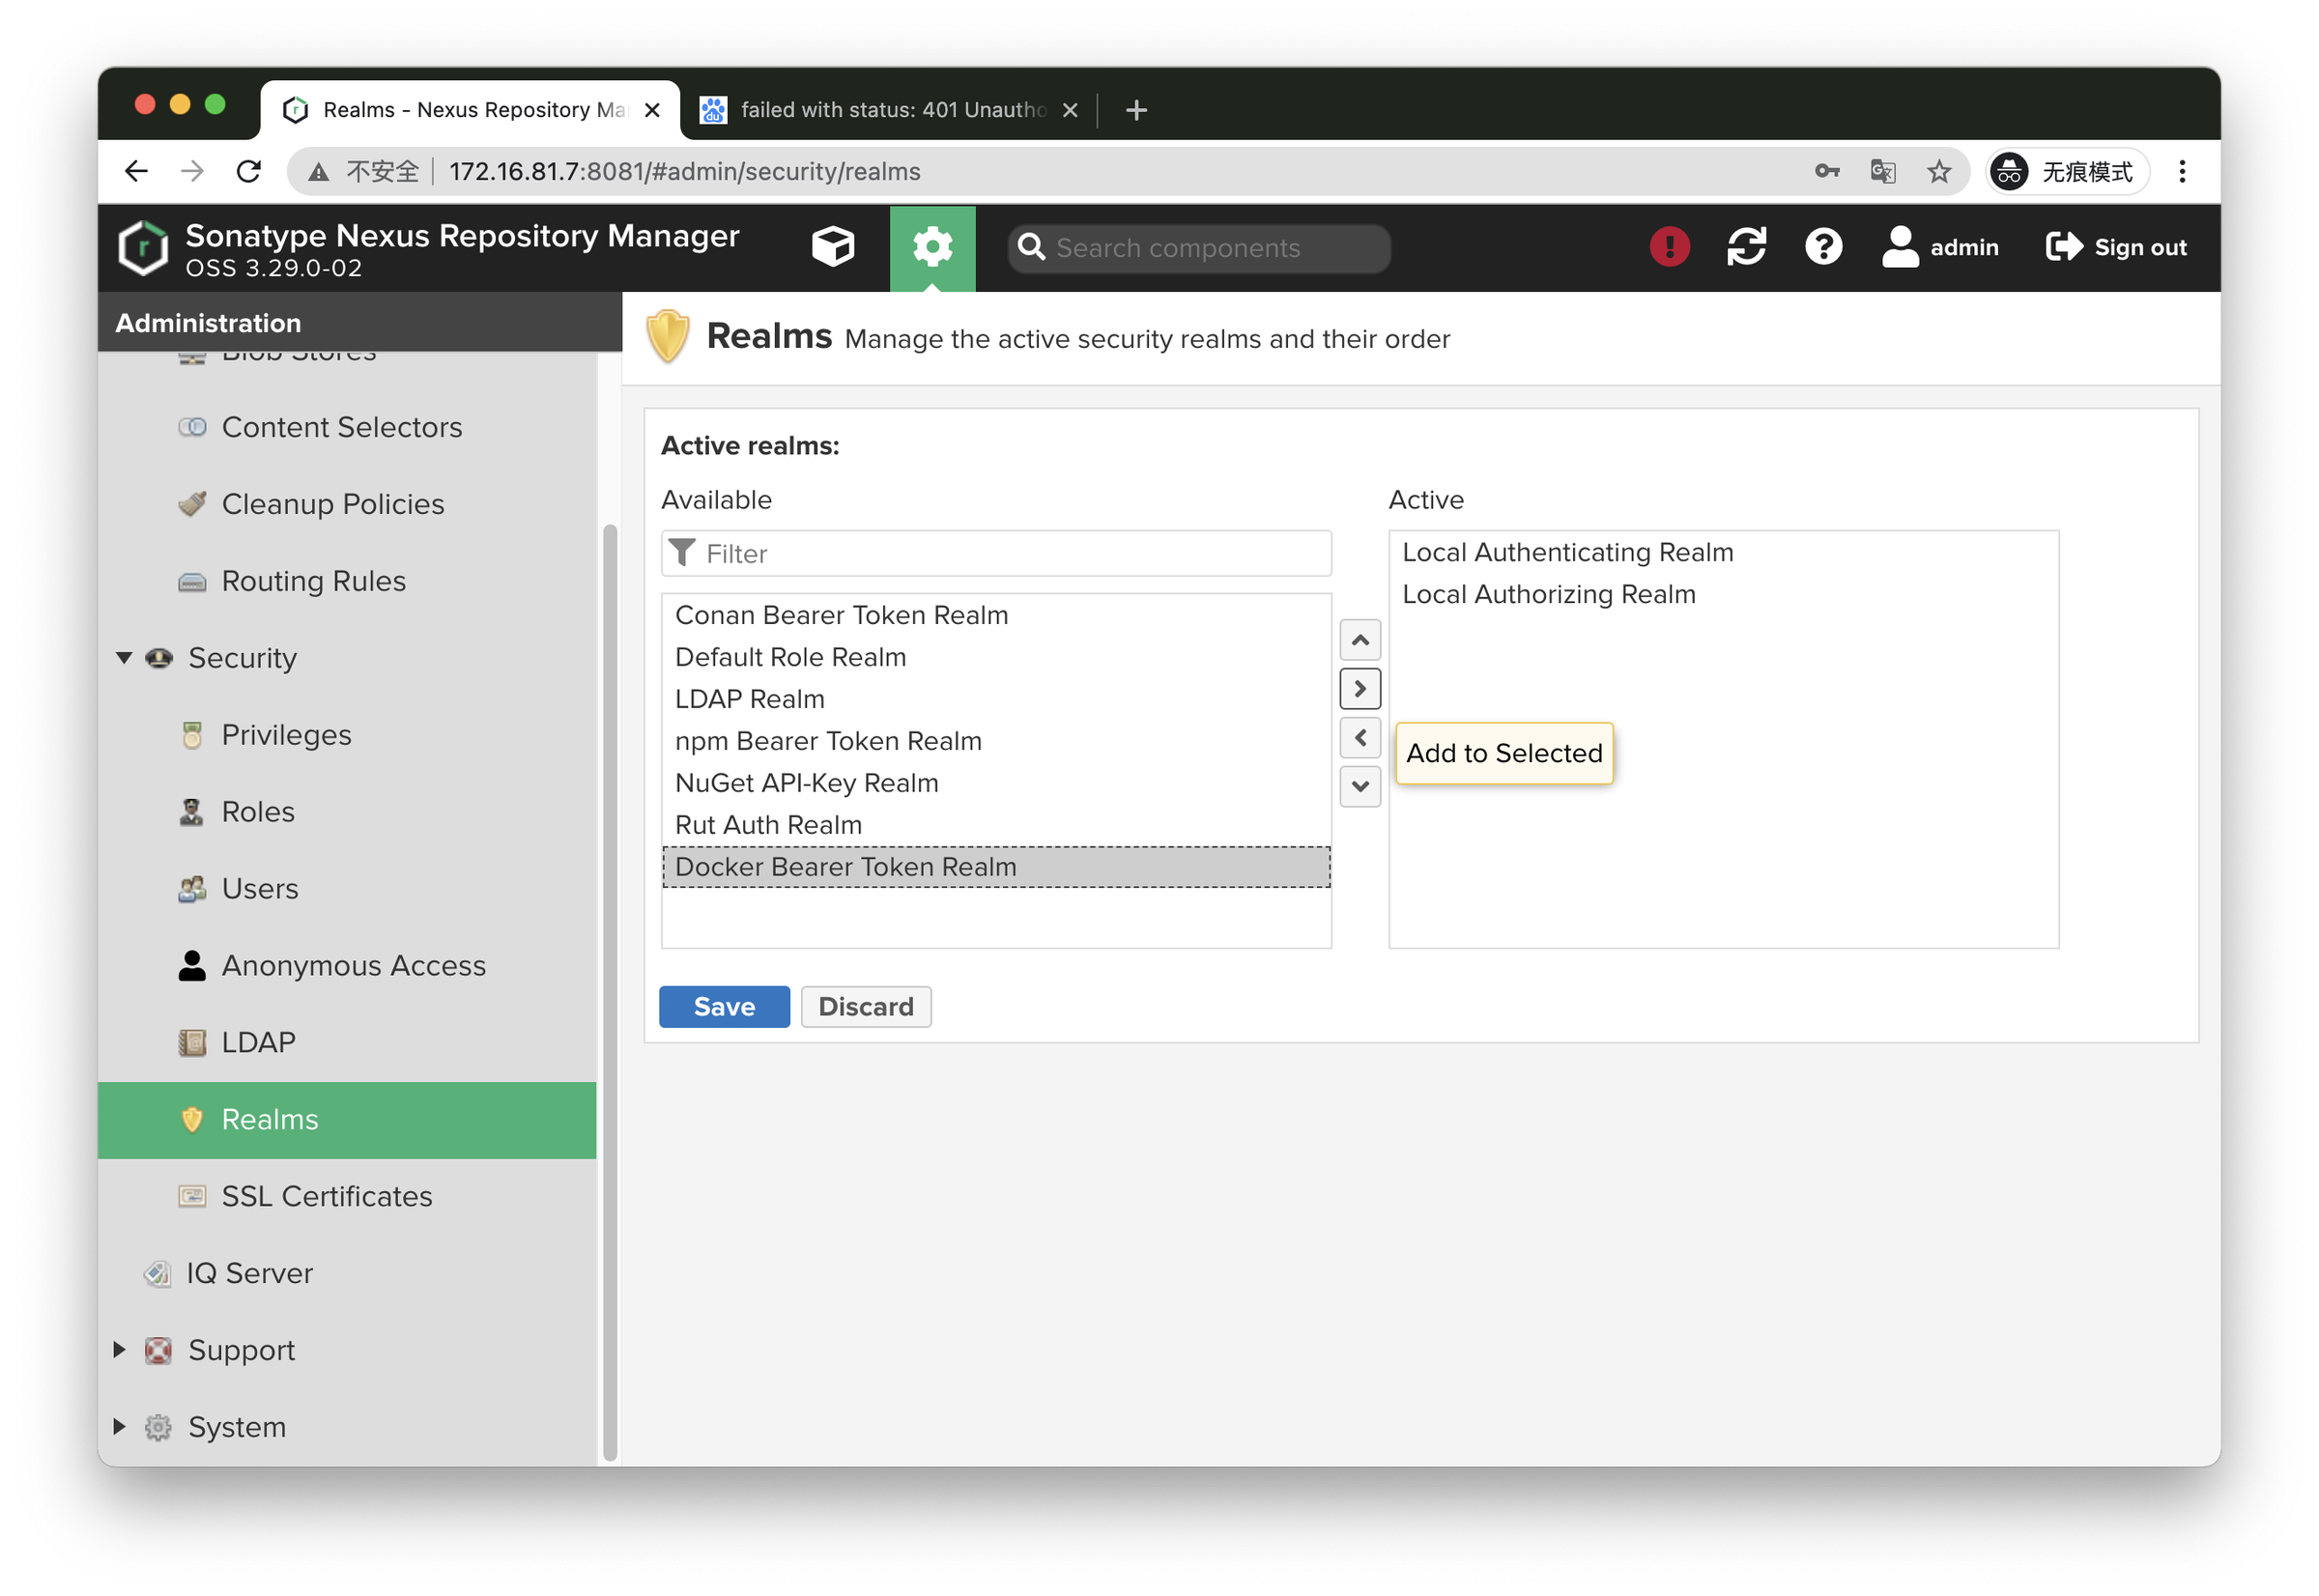 Realms - Nexus Repository Ma
failed with status: 401 Unautho
不安全
172.16.81.7:8081/#admin/security/realms
无痕模式
Sonatype Nexus Repository Manager
OSS 3.29.0-02
Search components
admin
Sign out
Administration
Blob Stores
Content Selectors
Cleanup Policies
Routing Rules
Security
Privileges
Roles
Users
Anonymous Access
LDAP
Realms
SSL Certificates
IQ Server
Support
System
Realms Manage the active security realms and their order
Active realms:
Available
Filter
Conan Bearer Token Realm
Default Role Realm
LDAP Realm
npm Bearer Token Realm
NuGet API-Key Realm
Rut Auth Realm
Docker Bearer Token Realm
Active
Local Authenticating Realm
Local Authorizing Realm
Add to Selected
Save
Discard